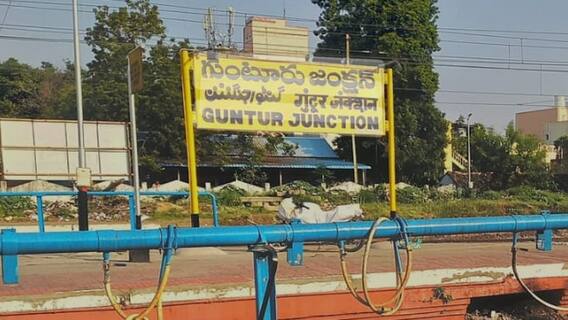 గుంటూరు జంక్షన్
گنٹور جنکشن गुंटूर जंक्शन
GUNTUR JUNCTION